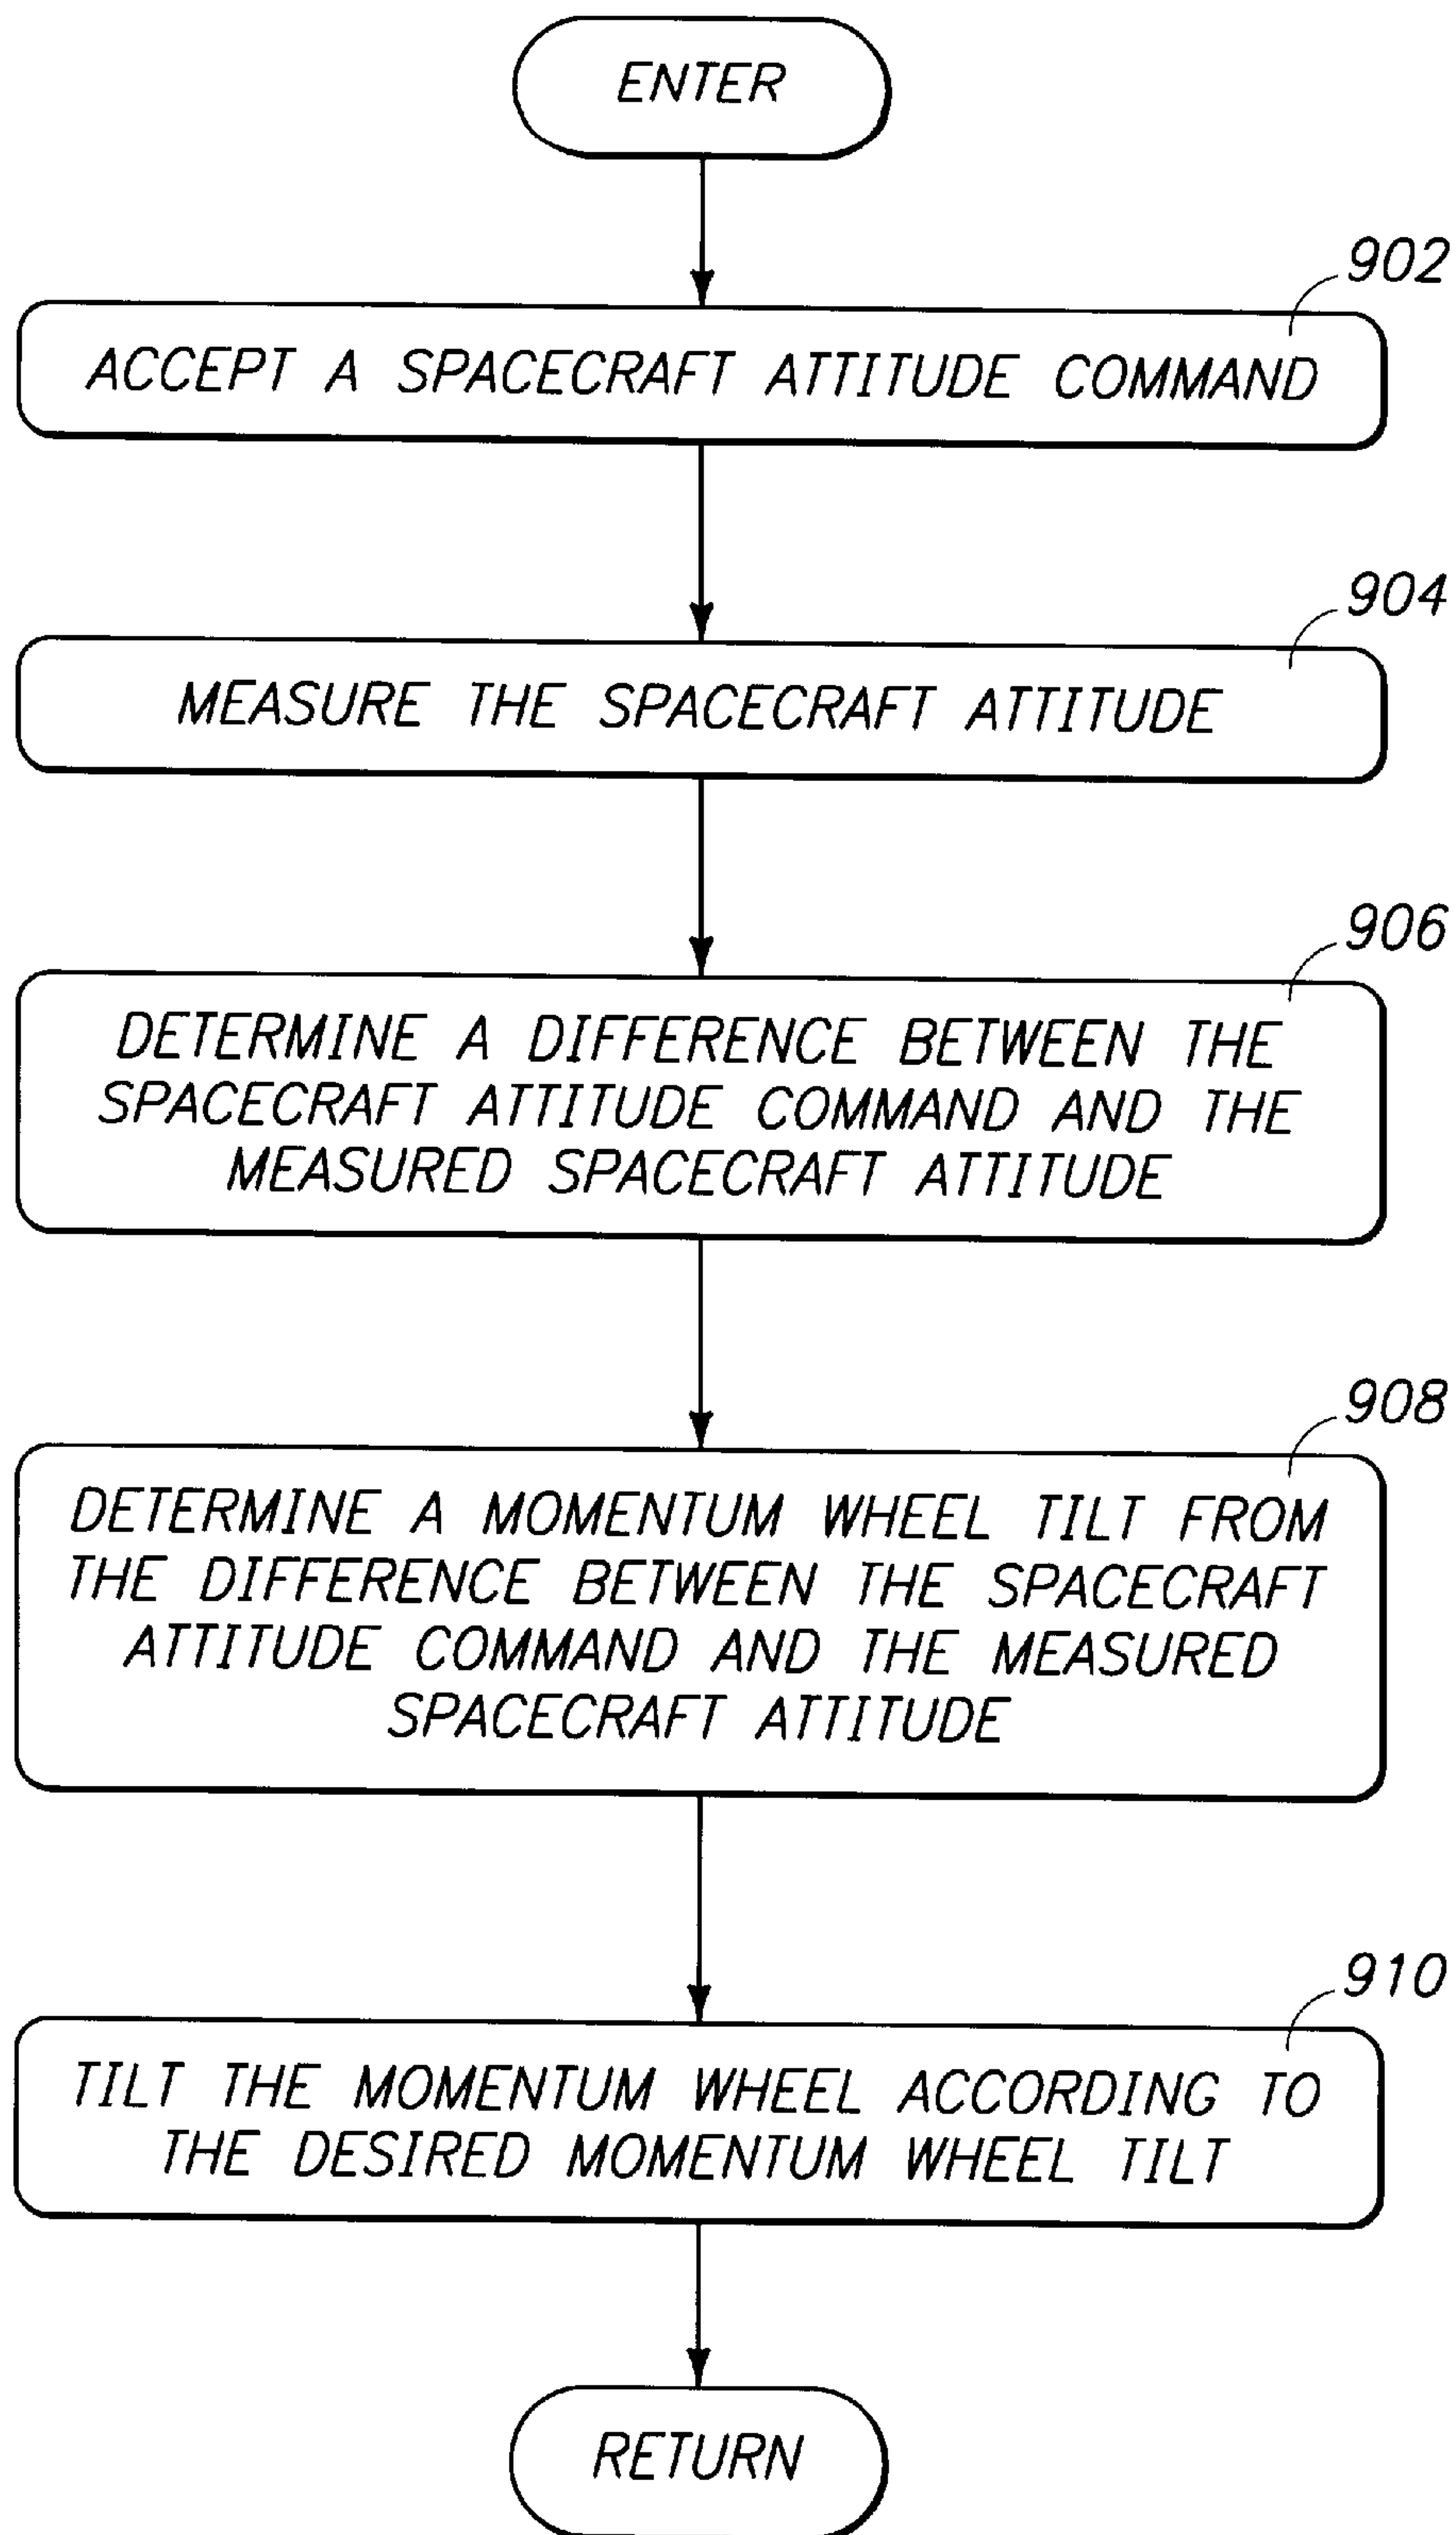 ENTER
902
ACCEPT A SPACECRAFT ATTITUDE COMMAND
904
MEASURE THE SPACECRAFT ATTITUDE
906
DETERMINE A DIFFERENCE BETWEEN THE
SPACECRAFT ATTITUDE COMMAND AND THE
MEASURED SPACECRAFT ATTITUDE
908
DETERMINE A MOMENTUM WHEEL TILT FROM
THE DIFFERENCE BETWEEN THE SPACECRAFT
ATTITUDE COMMAND AND THE MEASURED
SPACECRAFT ATTITUDE
910
TILT THE MOMENTUM WHEEL ACCORDING TO
THE DESIRED MOMENTUM WHEEL TILT
RETURN